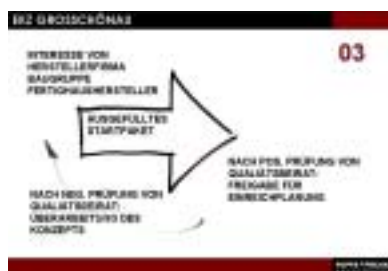 BIZ GROSSCHÖNAU
03
INTERESSE VON
HERSTELLERFIRMA
BAUGRUPPE
FERTIGHAUSHERSTELLER
AUSGEFÜLLTES
STARTPAKET
NACH POS. PRÜFUNG VON
QUALITÄTSBEIRAT:
FREIGABE FÜR
EINREICHPLANUNG
NACH NEG. PRÜFUNG VON
QUALITÄTSBEIRAT:
ÜBERARBEITUNG DES
KONZEPTS